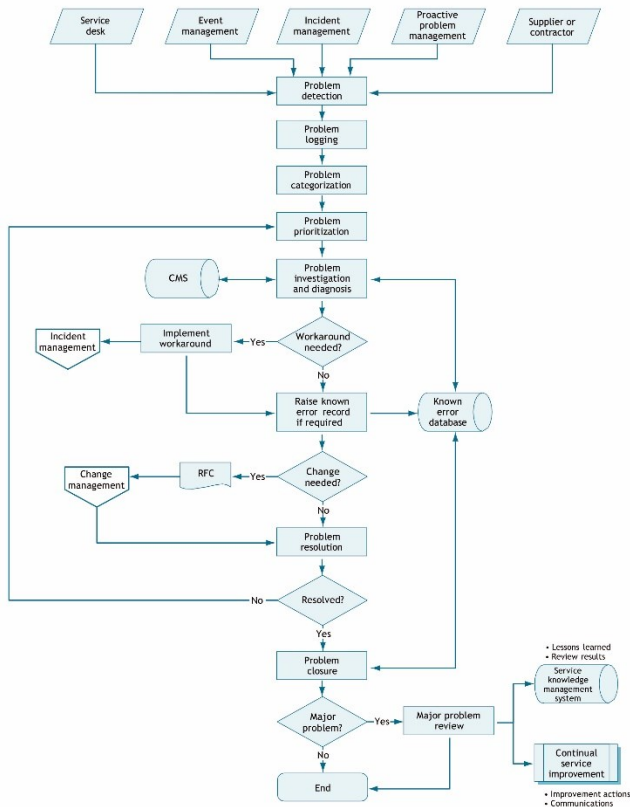 Service
desk
Event
management
Incident
management
Proactive
problem
management
Supplier or
contractor
Problem
detection
Problem
logging
Problem
categorization
Problem
prioritization
CMS
Problem
investigation
and diagnosis
Incident
management
Implement
workaround
Yes
Workaround
needed?
No
Raise known
error record
if required
Known
error
database
Change
management
RFC
Yes
Change
needed?
No
Problem
resolution
No
Resolved?
Yes
Problem
closure
• Lessons learned
• Review results
Service
knowledge
management
system
Major
problem?
Yes
Major problem
review
No
Continual
service
improvement
End
• Improvement actions
• Communications